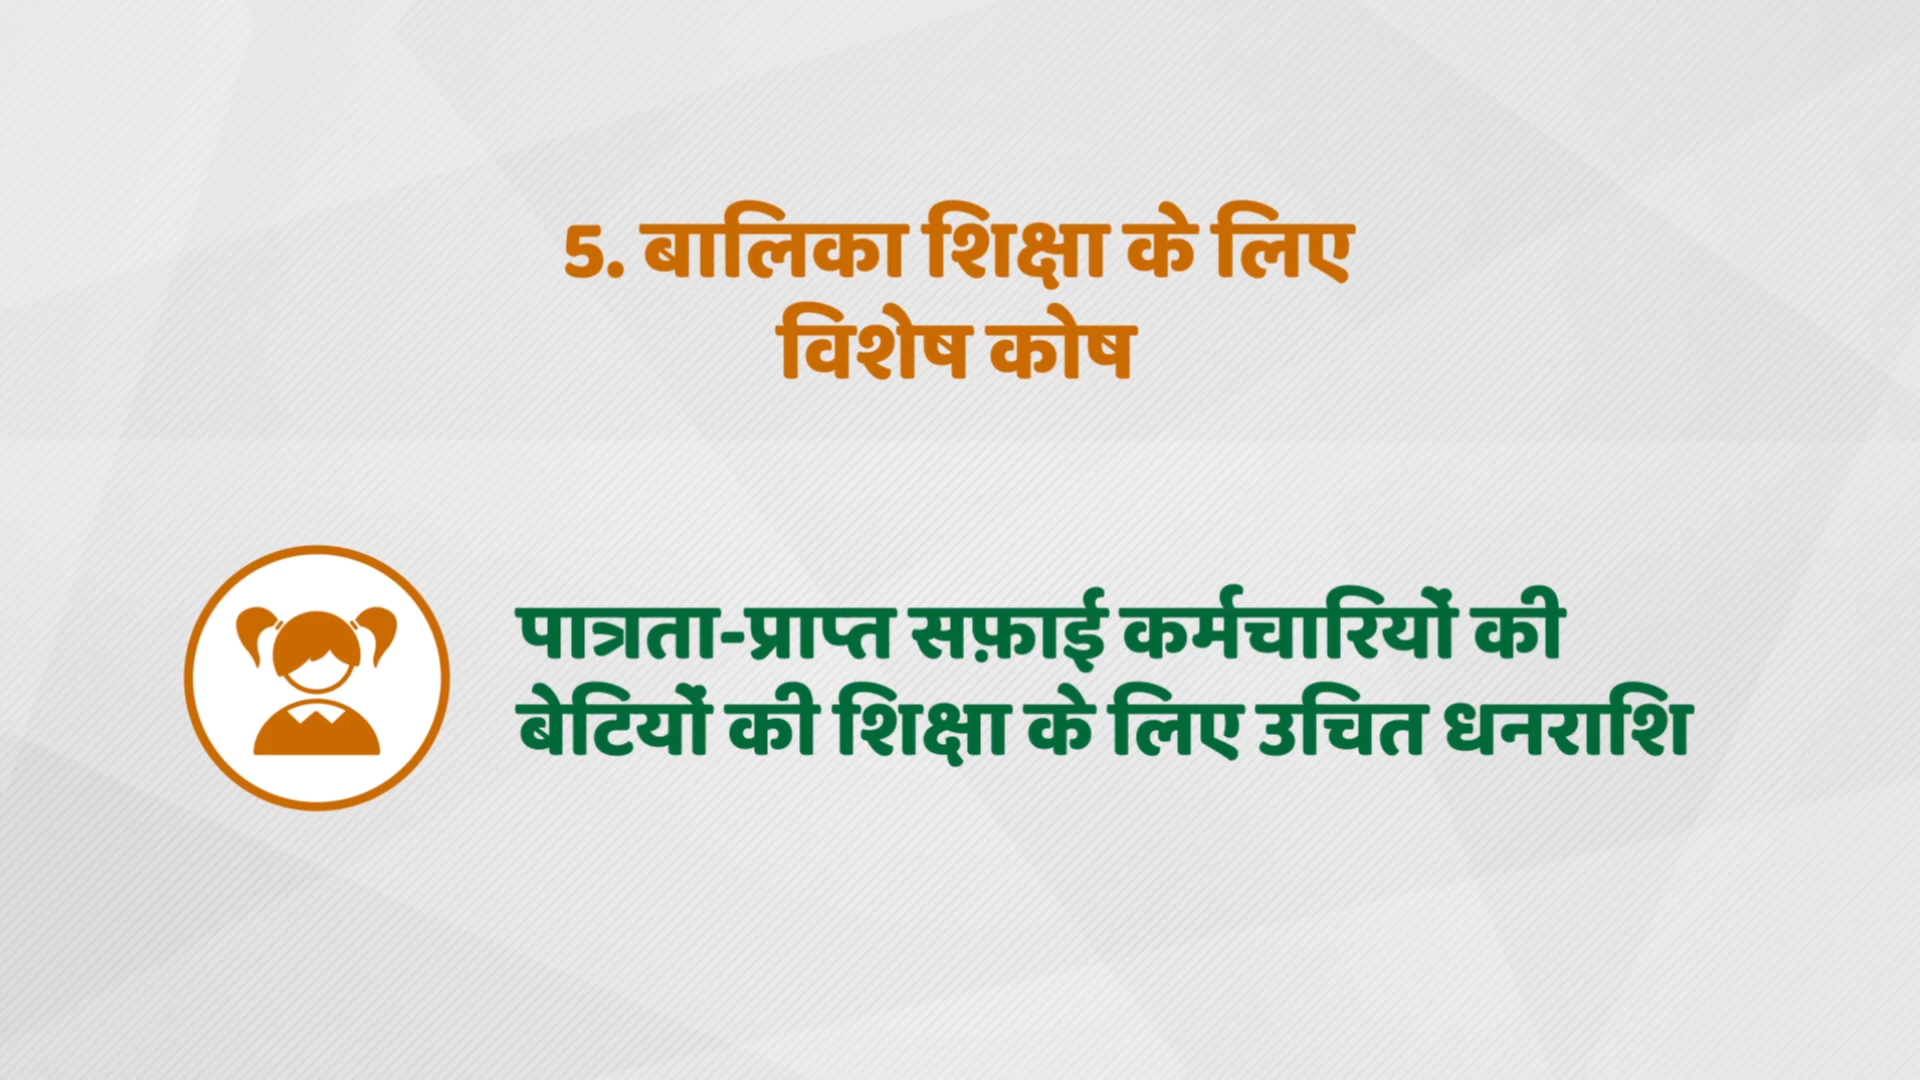 5. बालिका शिक्षा के लिए
विशेष कोष
पात्रता-प्राप्त सफ़ाई कर्मचारियों की
बेटियों की शिक्षा के लिए उचित धनराशि